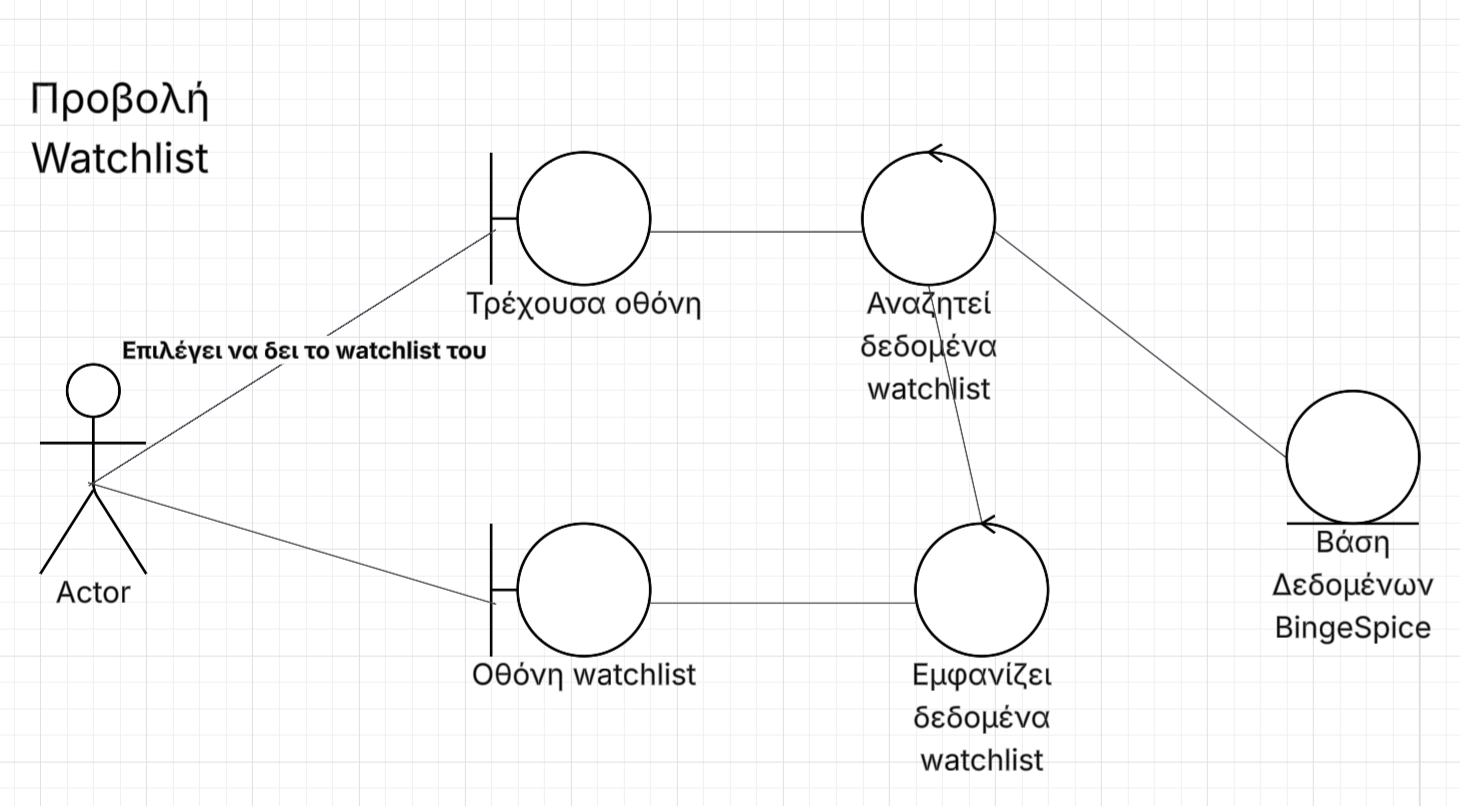 Προβολή
Watchlist
Τρέχουσα οθόνη
Αναζητεί
δεδομένα
watchlist
Επιλέγει να δει το watchlist του
Actor
Βάση
Δεδομένων
BingeSpice
Οθόνη watchlist
Εμφανίζει
δεδομένα
watchlist